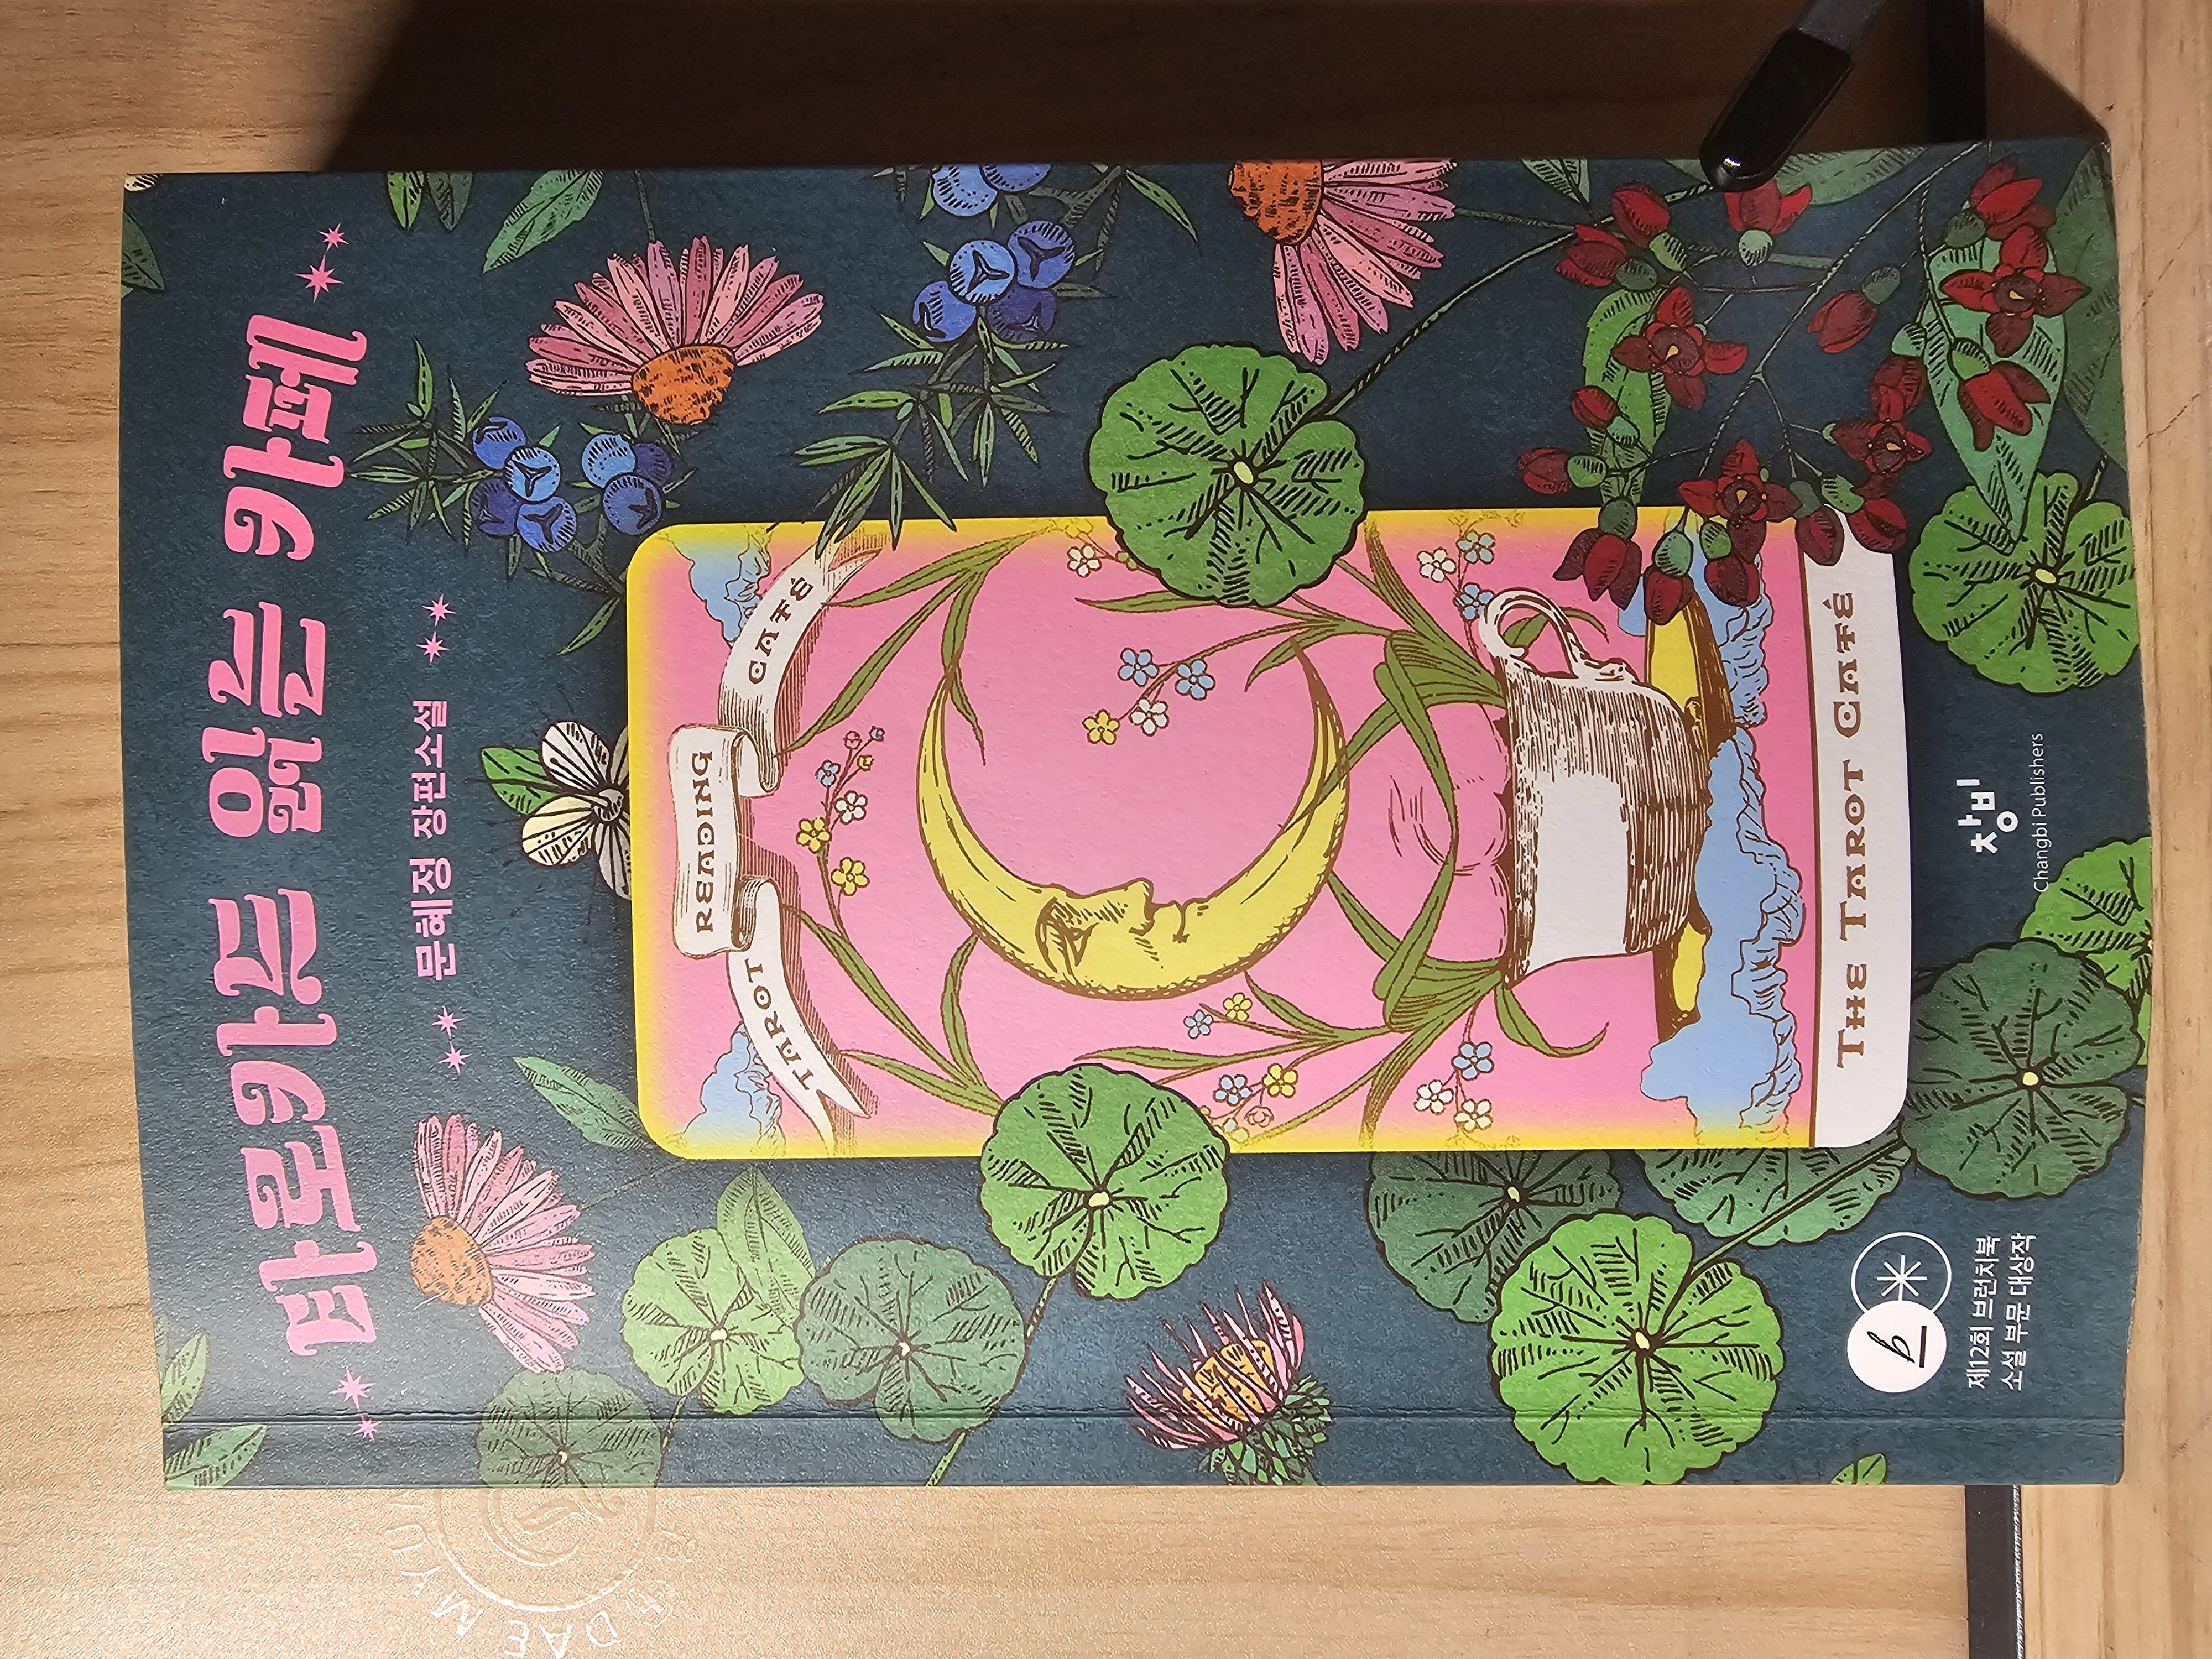 타로카드 읽는 카페
문혜정 장편소설
TAROT READING CAFÉ
THE TAROT CAFÉ
b
제12회 브런치북
소설 부문 대상작
창비
Changbi Publishers